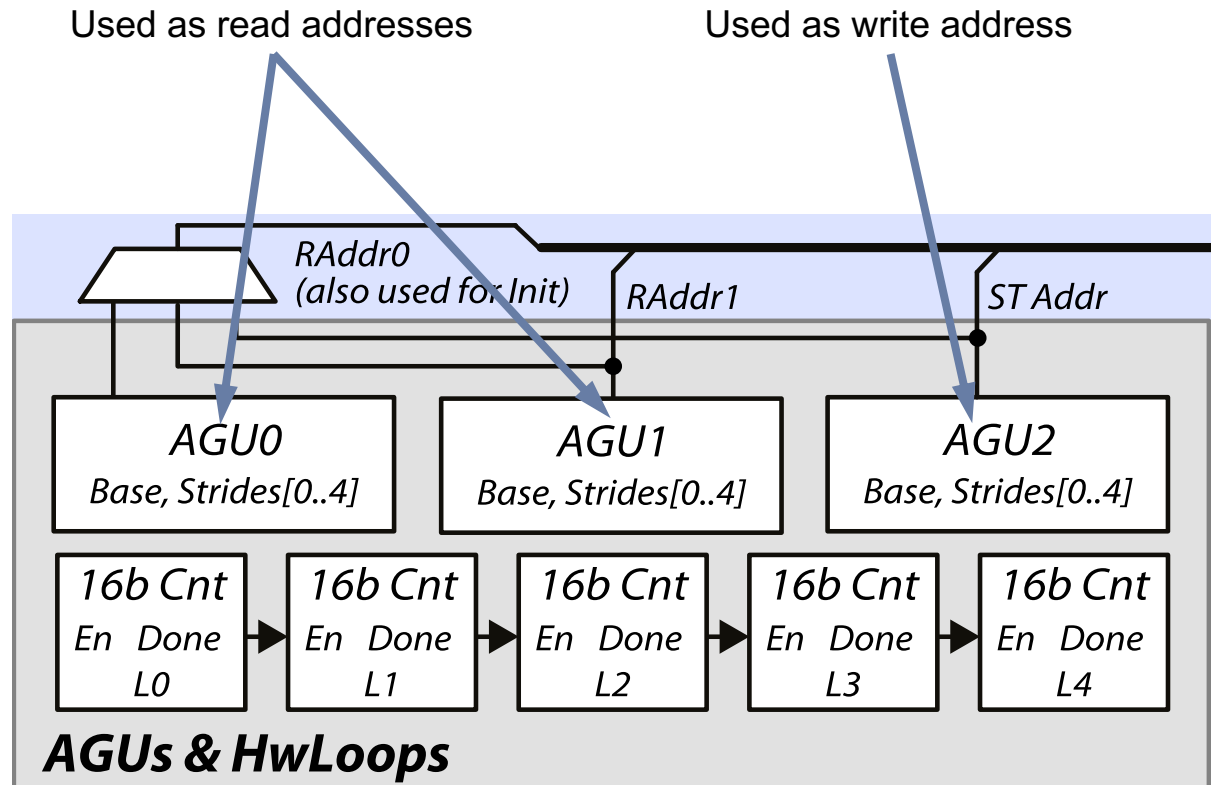 Used as read addresses
Used as write address
RAddr0
(also used for Init)
RAddr1
ST Addr
AGU0
Base, Strides[0..4]
AGU1
Base, Strides[0..4]
AGU2
Base, Strides[0..4]
16b Cnt
En Done
L0
16b Cnt
En Done
L1
16b Cnt
En Done
L2
16b Cnt
En Done
L3
16b Cnt
En Done
L4
AGUs & HwLoops